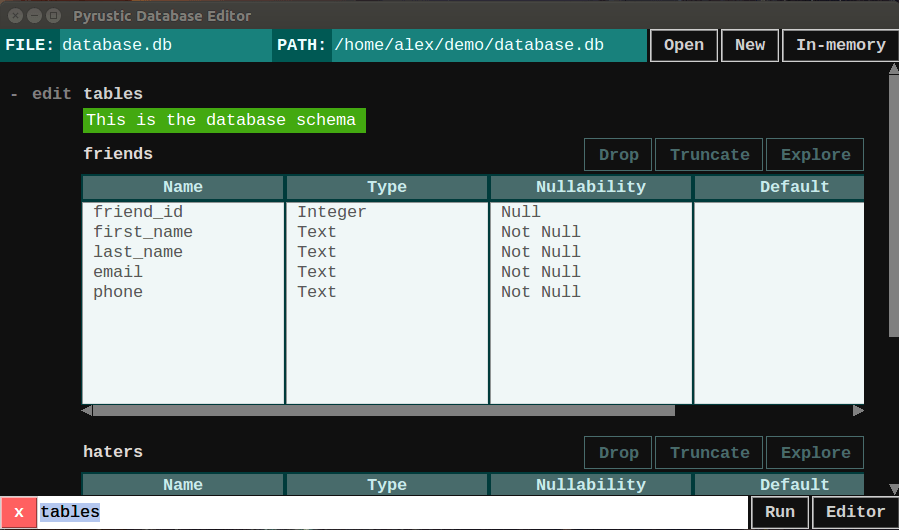 Pyrustic Database Editor
FILE: database.db PATH: /home/alex/demo/database.db Open New In-memory
- edit tables
This is the database schema
friends Drop Truncate Explore
Name Type Nullability Default
friend_id Integer Null
first_name Text Not Null
last_name Text Not Null
email Text Not Null
phone Text Not Null
haters Drop Truncate Explore
Name Type Nullability Default
x tables Run Editor